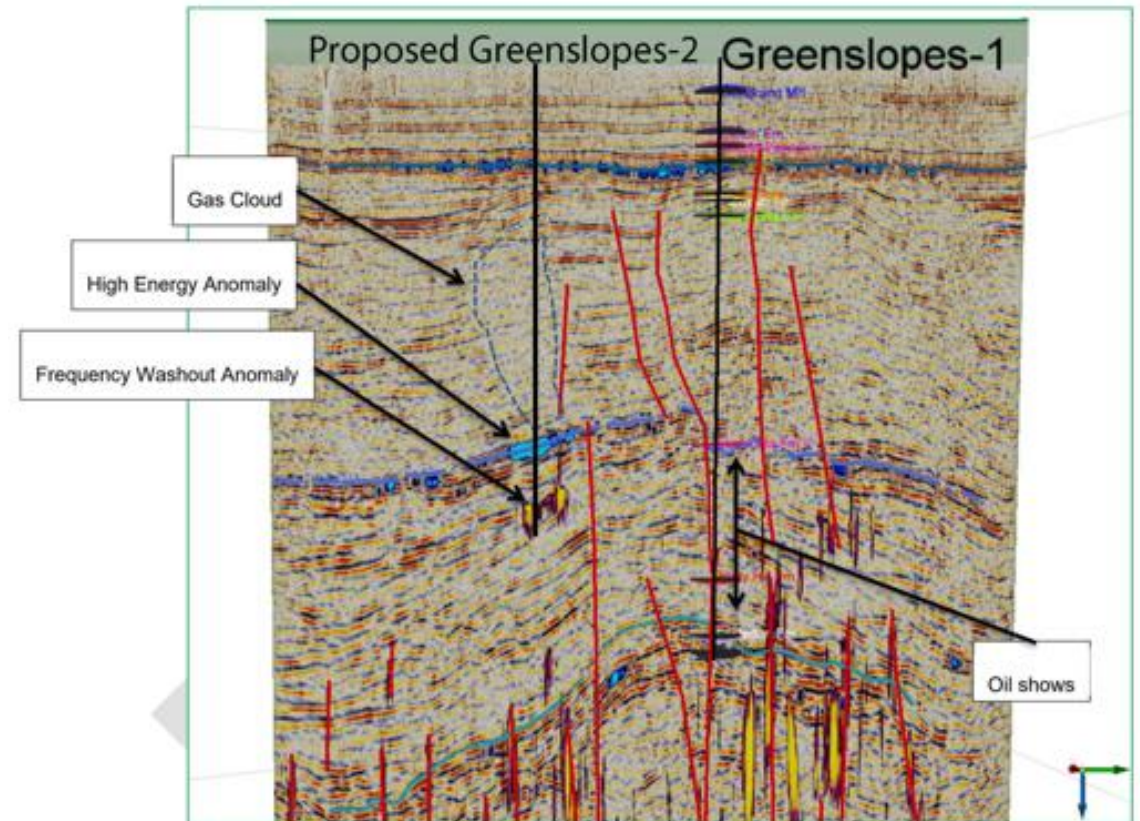 Proposed Greenslopes-2
Greenslopes-1
Gas Cloud
High Energy Anomaly
Frequency Washout Anomaly
Oil shows